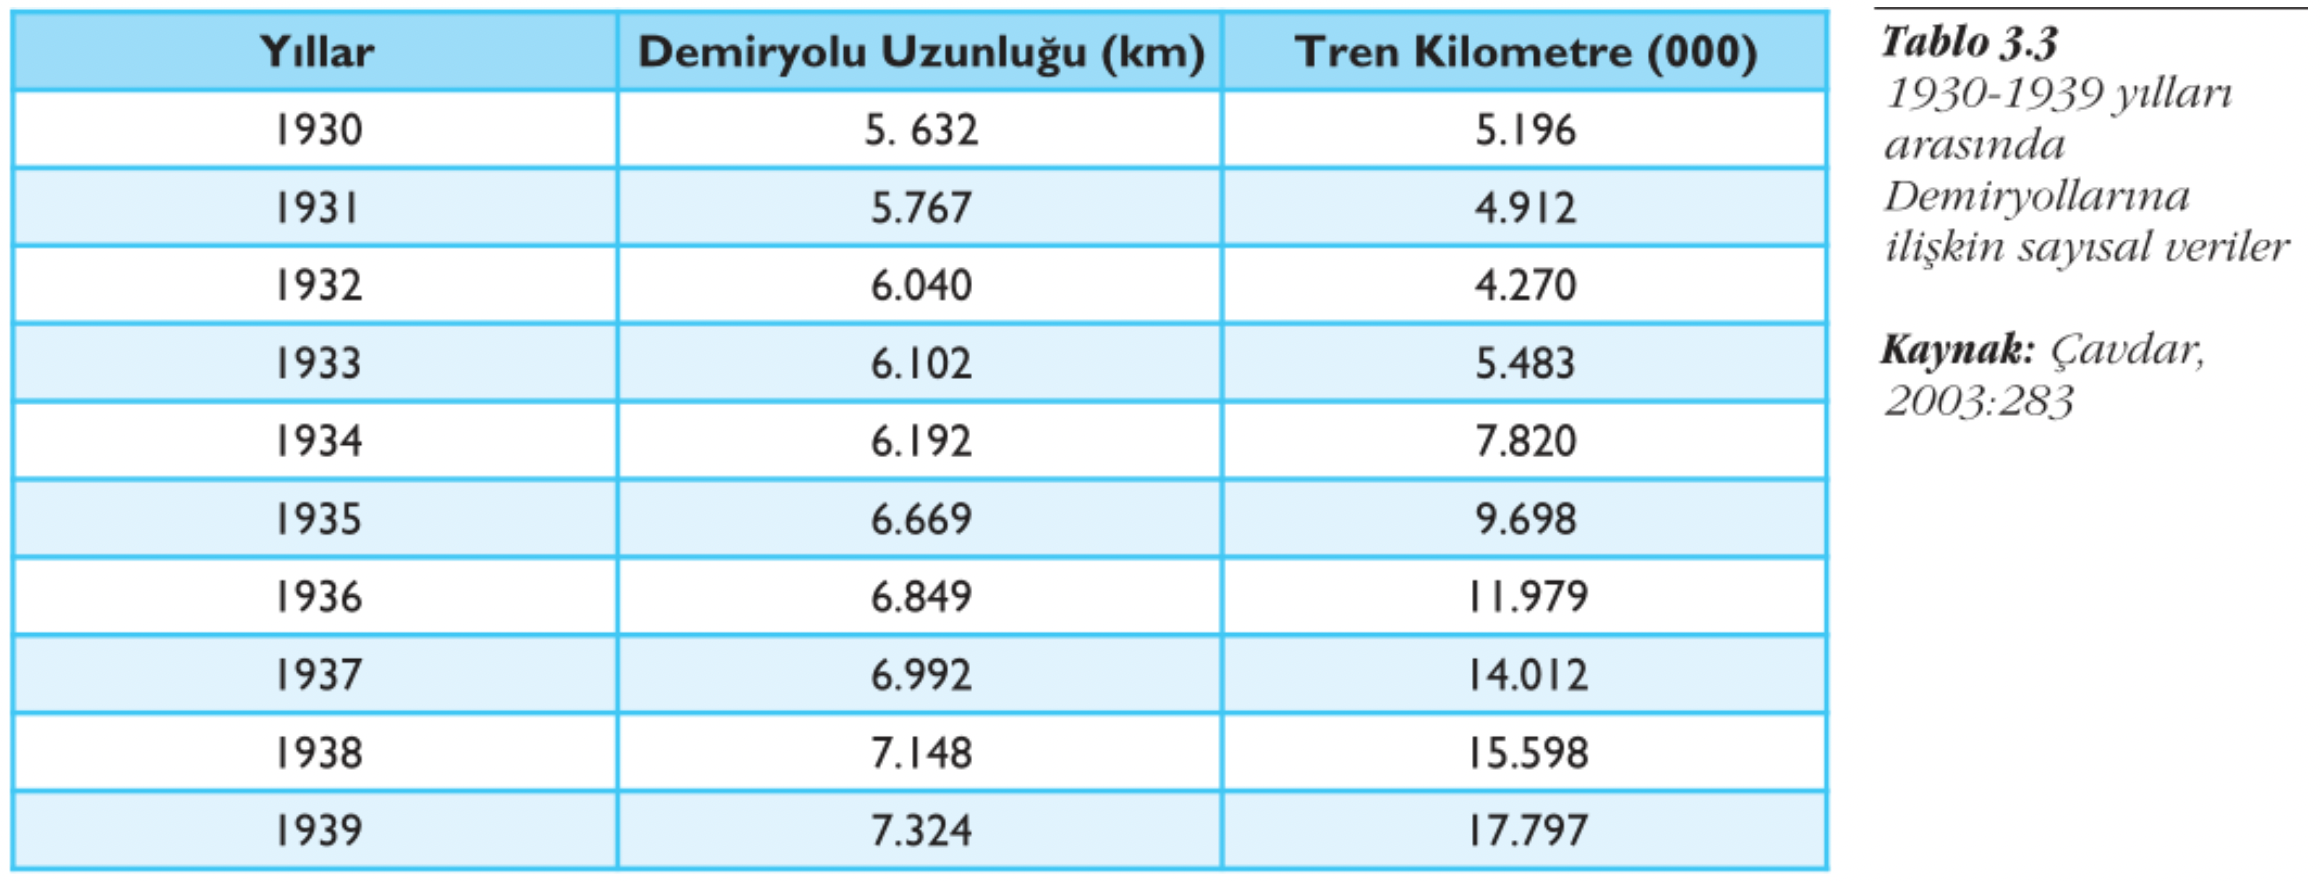 Yıllar Demiryolu Uzunluğu (km) Tren Kilometre (000)
1930 5. 632 5.196
1931 5.767 4.912
1932 6.040 4.270
1933 6.102 5.483
1934 6.192 7.820
1935 6.669 9.698
1936 6.849 11.979
1937 6.992 14.012
1938 7.148 15.598
1939 7.324 17.797
Tablo 3.3
1930-1939 yılları
arasında
Demiryollarına
ilişkin sayısal veriler
Kaynak: Çavdar,
2003:283